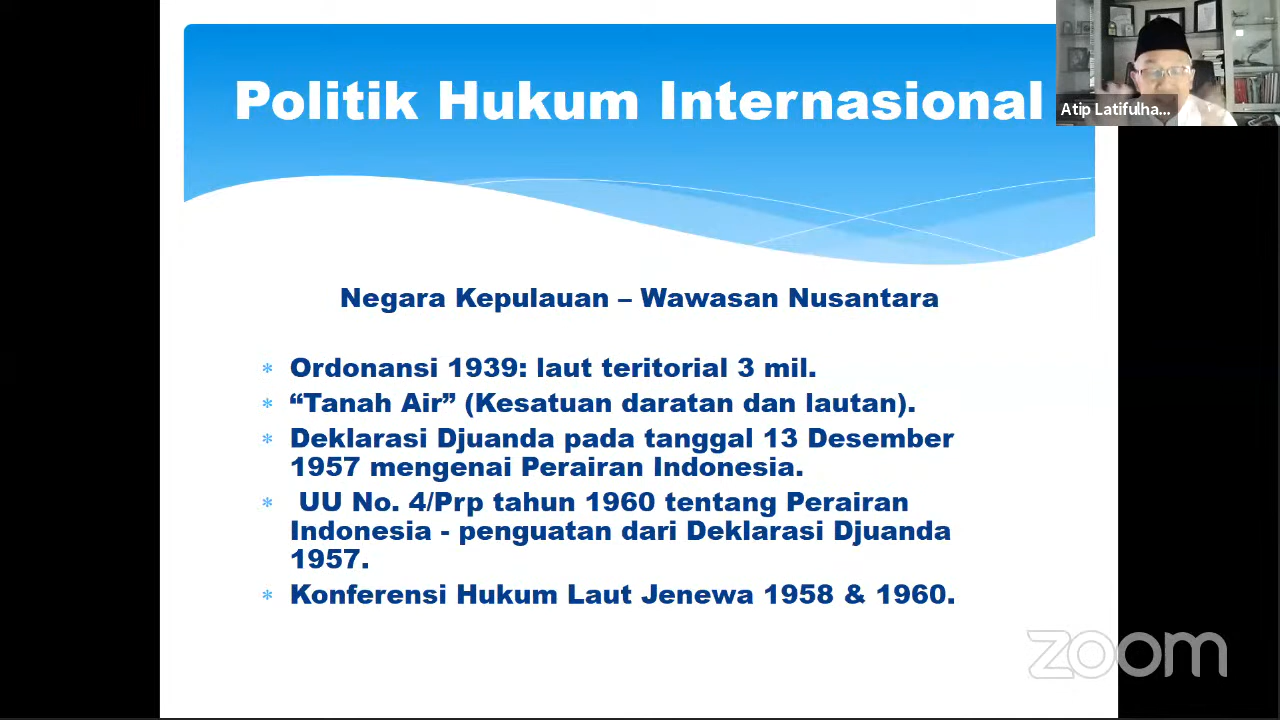 Politik Hukum Internasional
Atip Latifulha...
Negara Kepulauan – Wawasan Nusantara
* Ordonansi 1939: laut teritorial 3 mil.
* “Tanah Air” (Kesatuan daratan dan lautan).
* Deklarasi Djuanda pada tanggal 13 Desember
1957 mengenai Perairan Indonesia.
* UU No. 4/Prp tahun 1960 tentang Perairan
Indonesia - penguatan dari Deklarasi Djuanda
1957.
* Konferensi Hukum Laut Jenewa 1958 & 1960.
zoom